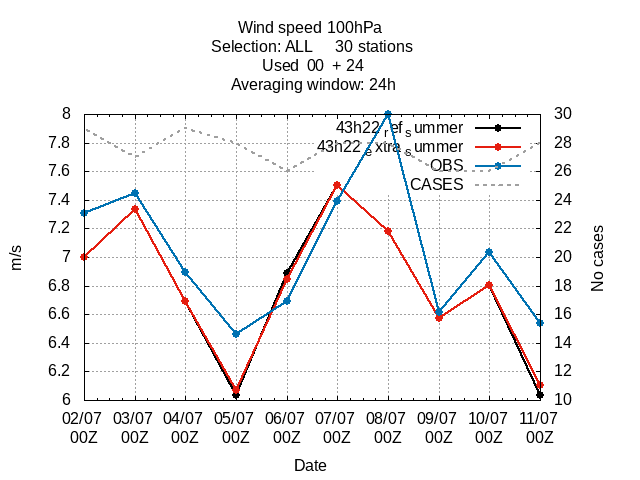 Wind speed 100hPa
Selection: ALL     30 stations
Used  00  + 24
Averaging window: 24h
8 30
43h22refsummer
7.8 28
43h22extrasummer
7.6 26
OBS
CASES
7.4 24
7.2 22
7 20
m/s
No cases
6.8 18
6.6 16
6.4 14
6.2 12
6 10
02/07 03/07 04/07 05/07 06/07 07/07 08/07 09/07 10/07 11/07
00Z 00Z 00Z 00Z 00Z 00Z 00Z 00Z 00Z 00Z
Date